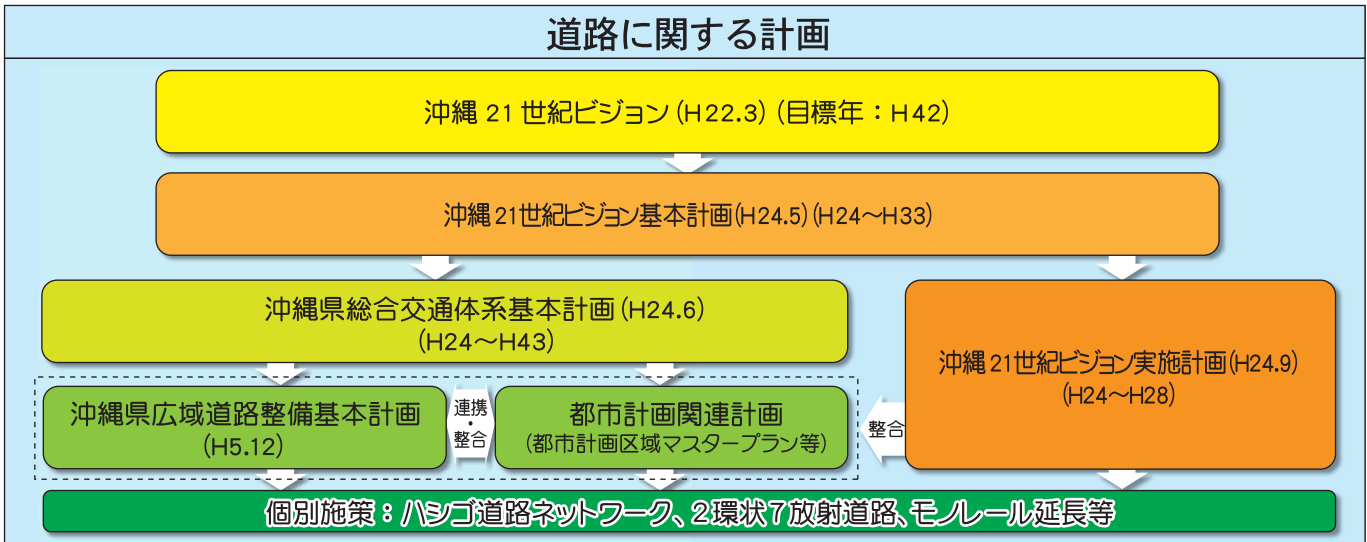 道路に関する計画
沖縄21世紀ビジョン(H22.3)(目標年：H42)
沖縄21世紀ビジョン基本計画(H24.5)(H24～H33)
沖縄県総合交通体系基本計画(H24.6)
(H24～H43)
沖縄21世紀ビジョン実施計画(H24.9)
(H24～H28)
沖縄県広域道路整備基本計画
(H5.12)
連携
・
整合
都市計画関連計画
(都市計画区域マスタープラン等)
整合
個別施策：ハシゴ道路ネットワーク、2環状7放射道路、モノレール延長等